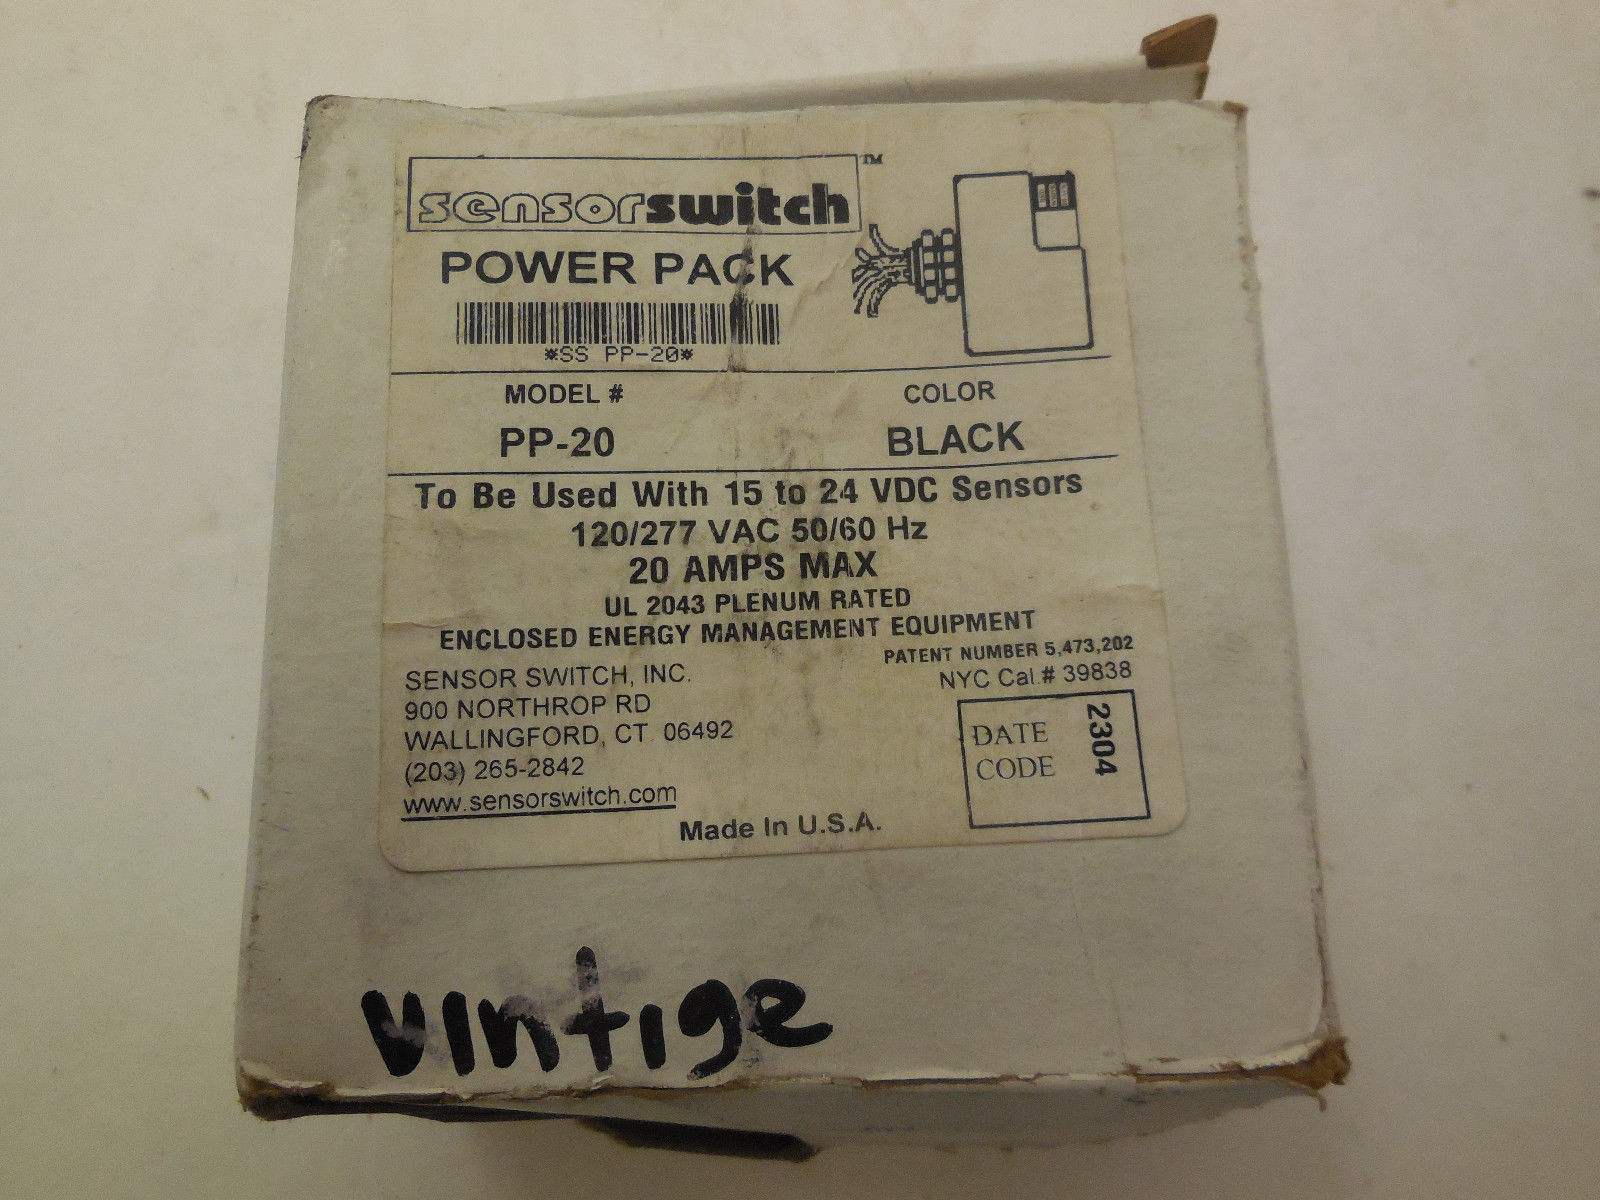 sensorswitch™
POWER PACK
*SS PP-20*
MODEL # COLOR
PP-20 BLACK
To Be Used With 15 to 24 VDC Sensors
120/277 VAC 50/60 Hz
20 AMPS MAX
UL 2043 PLENUM RATED
ENCLOSED ENERGY MANAGEMENT EQUIPMENT
PATENT NUMBER 5,473,202
NYC Cal.# 39838
SENSOR SWITCH, INC.
900 NORTHROP RD
WALLINGFORD, CT 06492
(203) 265-2842
www.sensorswitch.com
DATE
CODE
2304
Made In U.S.A.
vintige